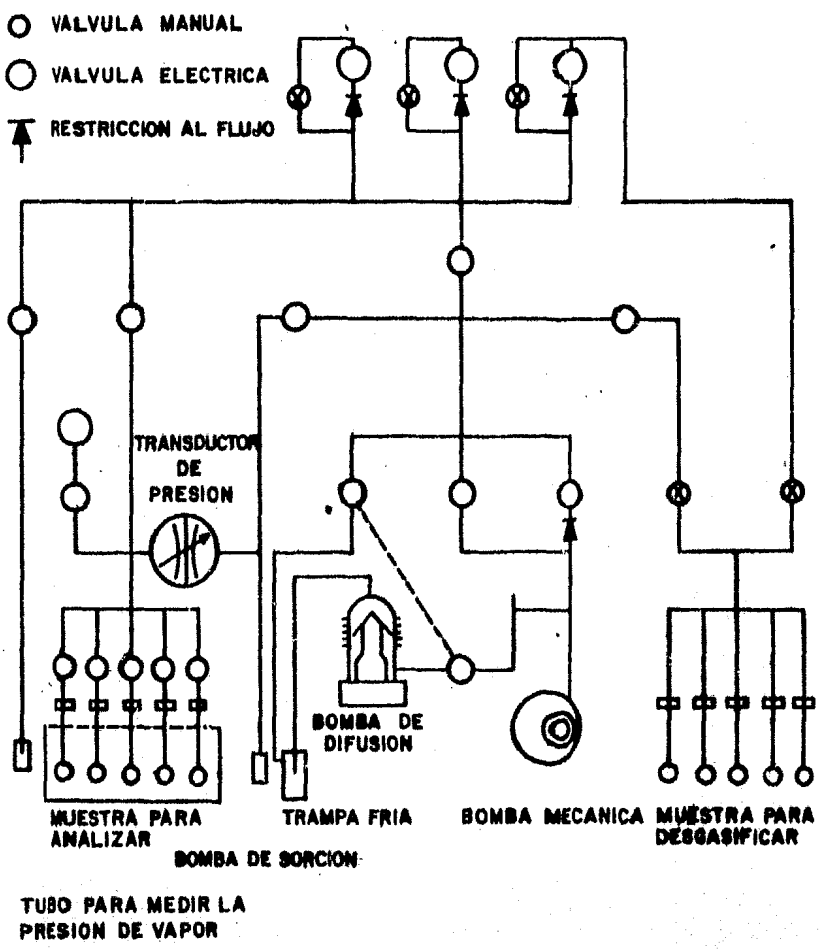 VALVULA MANUAL
VALVULA ELECTRICA
RESTRICCION AL FLUJO
TRANSDUCTOR
DE
PRESION
BOMBA DE
DIFUSION
MUESTRA PARA
ANALIZAR
TRAMPA FRIA
BOMBA MECANICA
MUESTRA PARA
DESGASIFICAR
BOMBA DE SORCION
TUBO PARA MEDIR LA
PRESION DE VAPOR